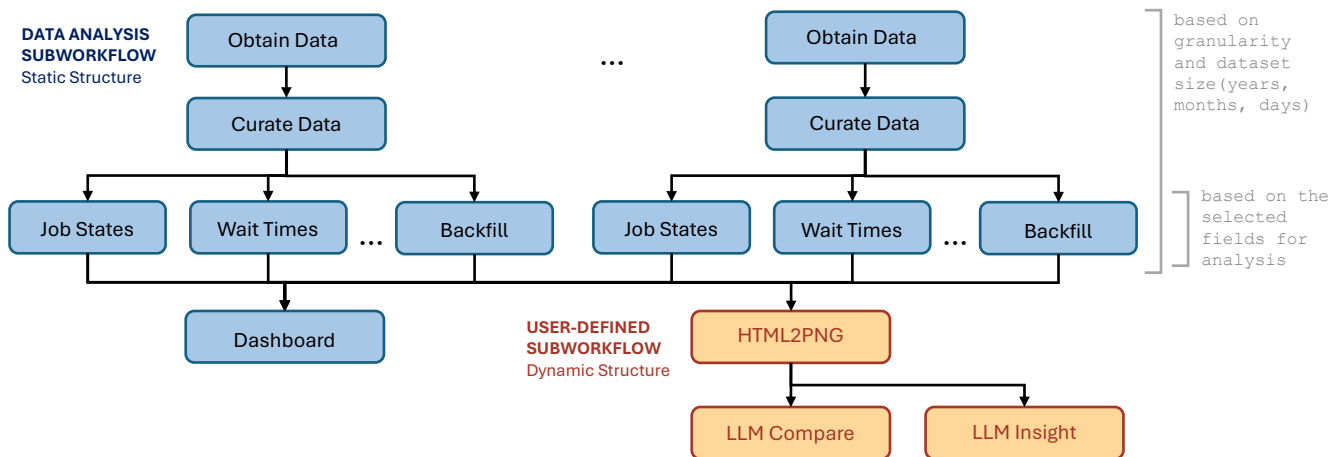 DATA ANALYSIS
SUBWORKFLOW
Static Structure
Obtain Data
...
Obtain Data
based on
granularity
and dataset
size(years,
months, days)
Curate Data
Curate Data
Job States
Wait Times
...
Backfill
Job States
Wait Times
...
Backfill
based on the
selected
fields for
analysis
Dashboard
USER-DEFINED
SUBWORKFLOW
Dynamic Structure
HTML2PNG
LLM Compare
LLM Insight